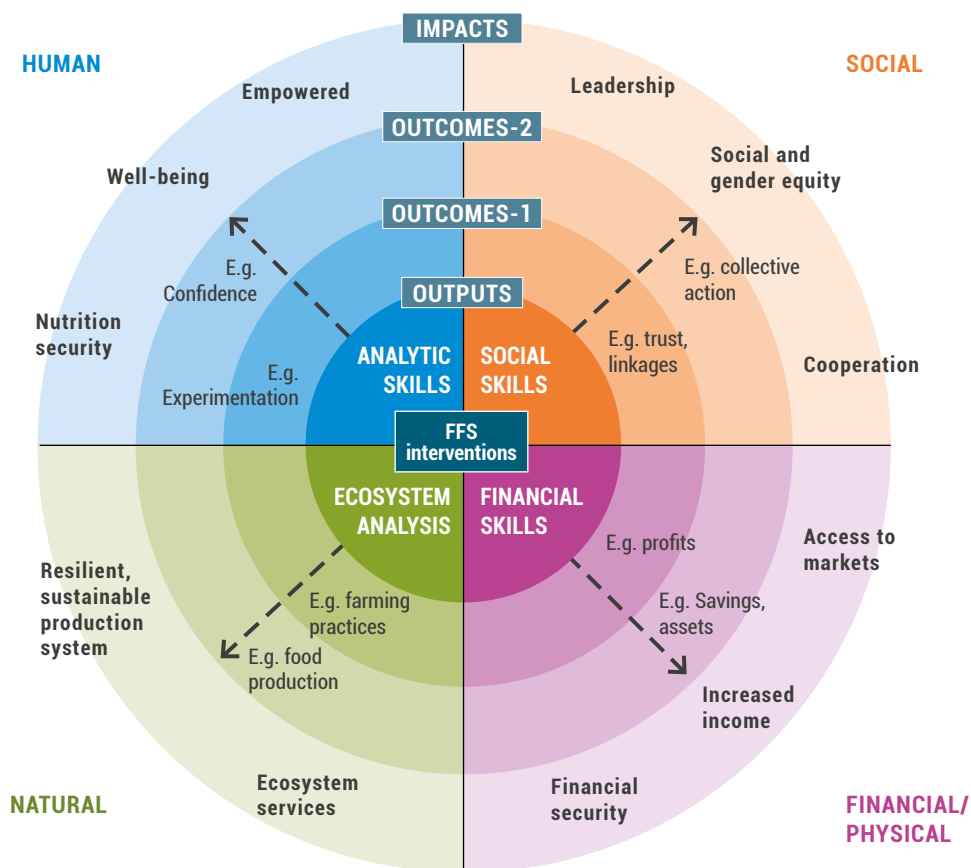 IMPACTS
HUMAN
SOCIAL
Empowered
Leadership
OUTCOMES-2
Well-being
Social and
gender equity
OUTCOMES-1
E.g.
Confidence
E.g. collective
action
OUTPUTS
Nutrition
security
E.g.
Experimentation
ANALYTIC
SKILLS
SOCIAL
SKILLS
E.g. trust,
linkages
Cooperation
FFS
interventions
ECOSYSTEM
ANALYSIS
FINANCIAL
SKILLS
E.g. profits
Access to
markets
Resilient,
sustainable
production
system
E.g. farming
practices
E.g. Savings,
assets
E.g. food
production
Increased
income
Ecosystem
services
Financial
security
NATURAL
FINANCIAL/
PHYSICAL